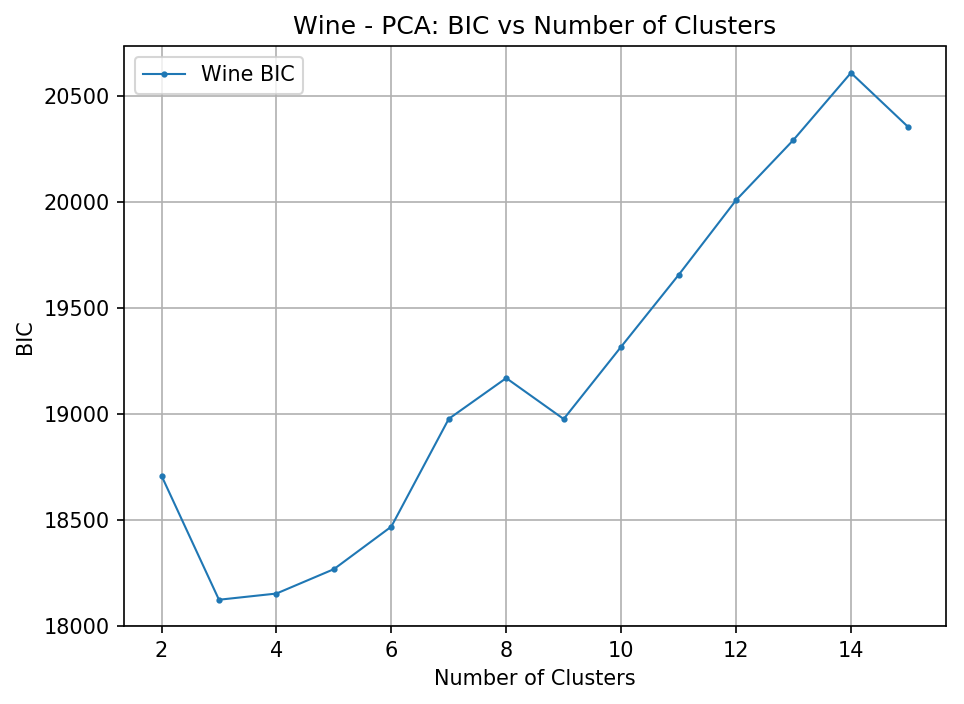 Wine - PCA: BIC vs Number of Clusters
Wine BIC
20500
20000
19500
19000
18500
18000
BIC
2 4 6 8 10 12 14
Number of Clusters